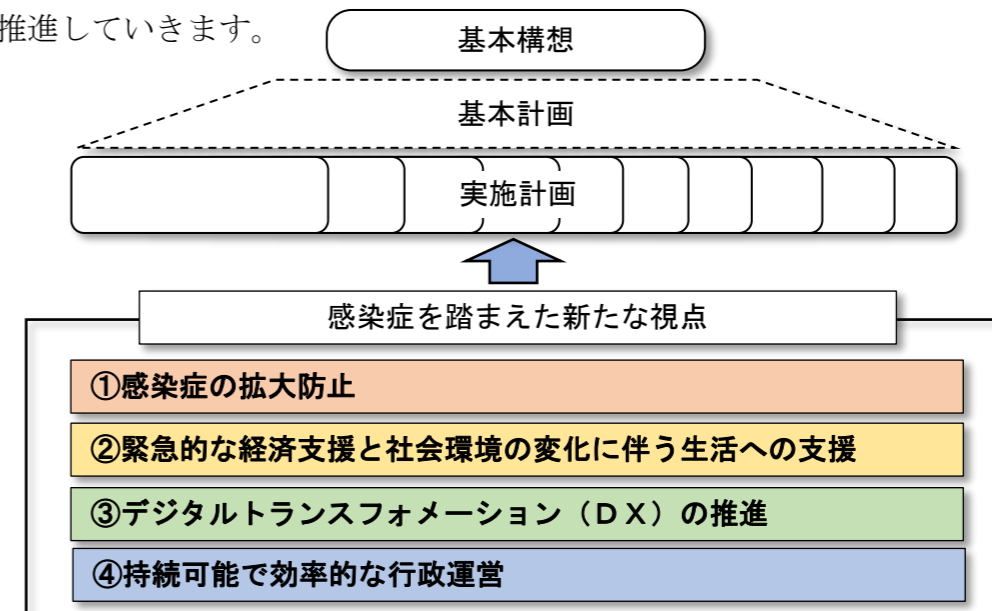 推進していきます。
基本構想
基本計画
実施計画
感染症を踏まえた新たな視点
①感染症の拡大防止
②緊急的な経済支援と社会環境の変化に伴う生活への支援
③デジタルトランスフォメーション（ＤＸ）の推進
④持続可能で効率的な行政運営